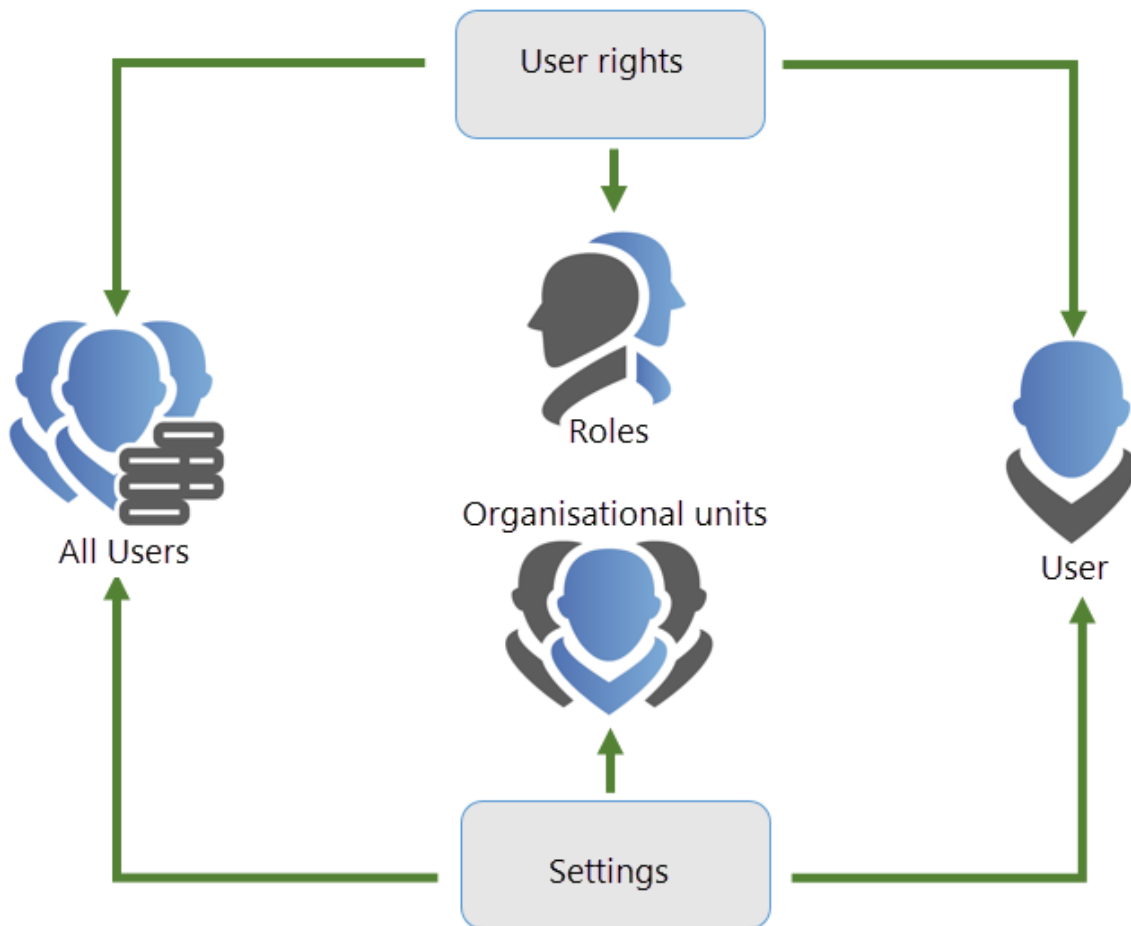 User rights
Roles
Organisational units
All Users
User
Settings